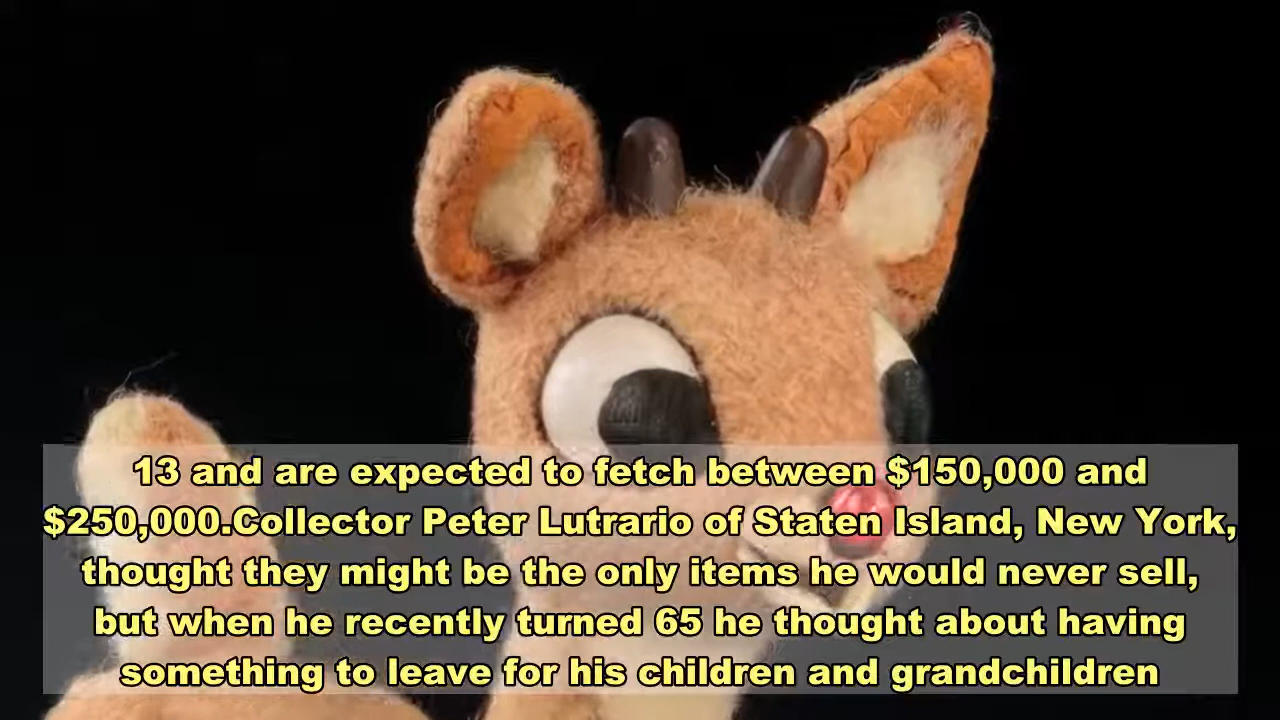 13 and are expected to fetch between $150,000 and
$250,000.Collector Peter Lutrario of Staten Island, New York,
thought they might be the only items he would never sell,
but when he recently turned 65 he thought about having
something to leave for his children and grandchildren